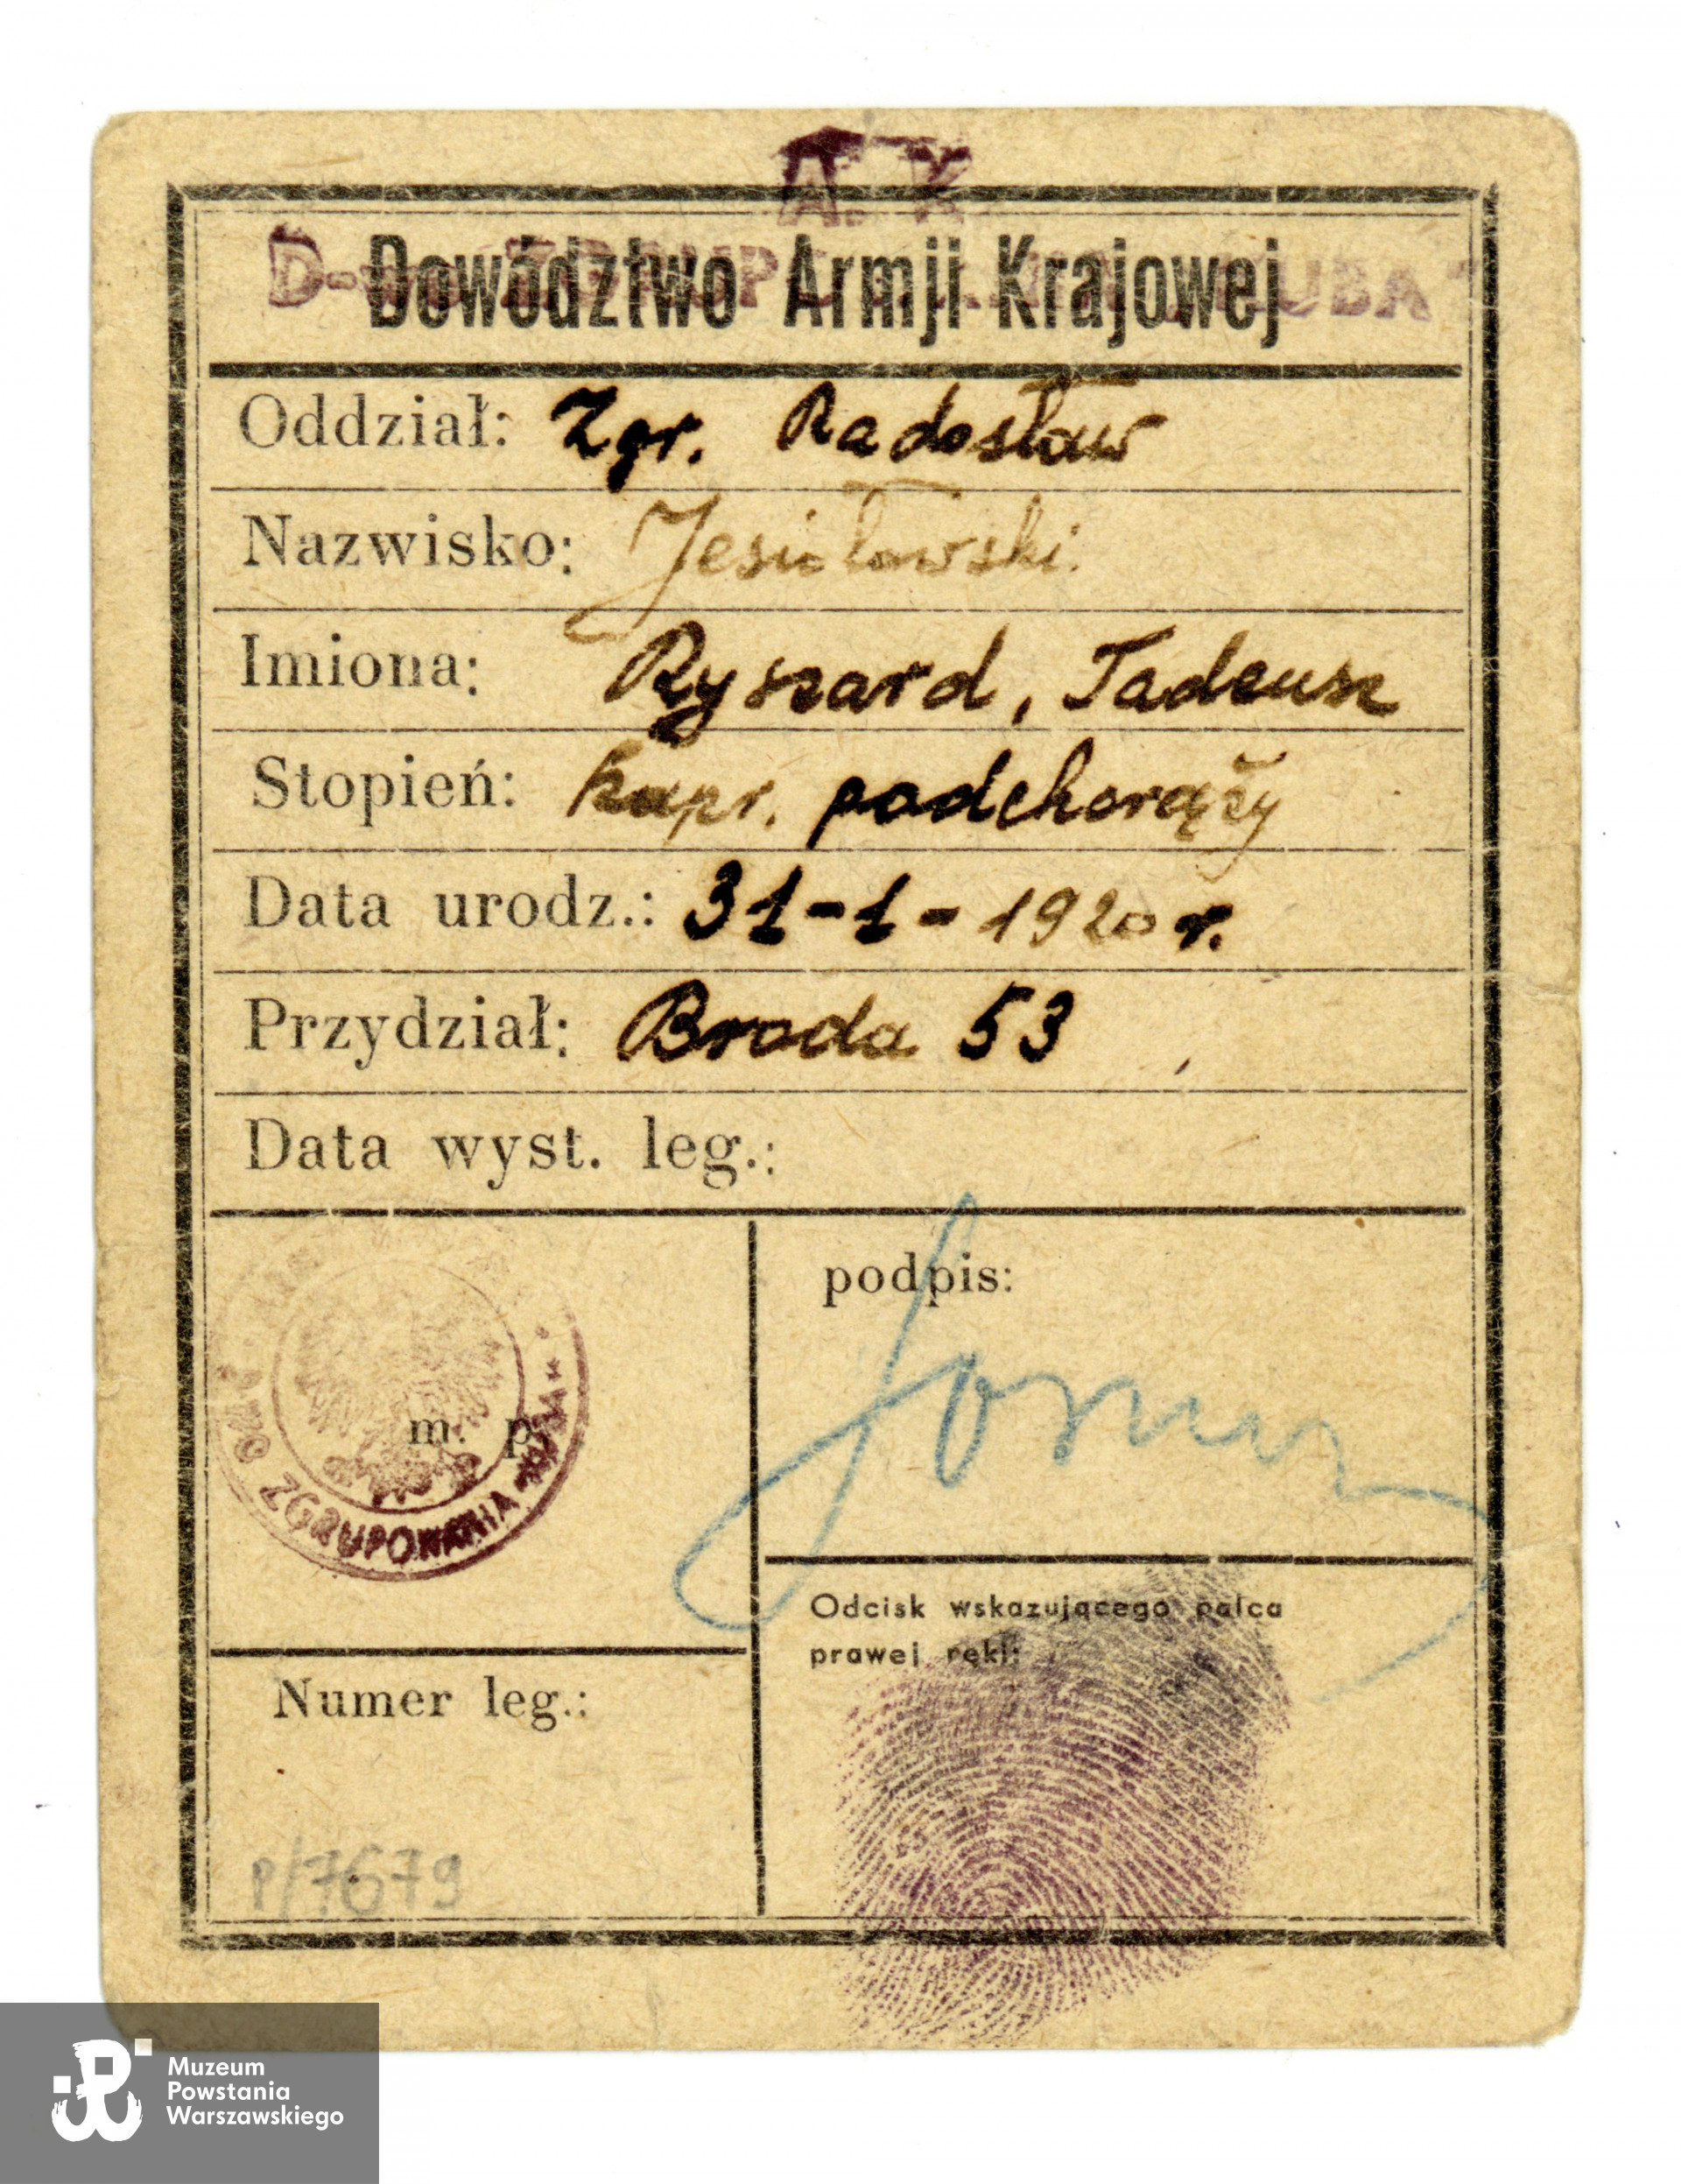 A. K
Dowództwo Armji Krajowej
Oddział: Zgr. Radosław
Nazwisko: Jesiołowski
Imiona: Ryszard, Tadeusz
Stopień: kapr. podchorąży
Data urodz.: 31-1-1920 r.
Przydział: Broda 53
Data wyst. leg.:
podpis:
m. p.
ZGRUPOWANIA
Odcisk wskazującego palca
prawej ręki:
Numer leg.:
P/7679
Muzeum
Powstania
Warszawskiego